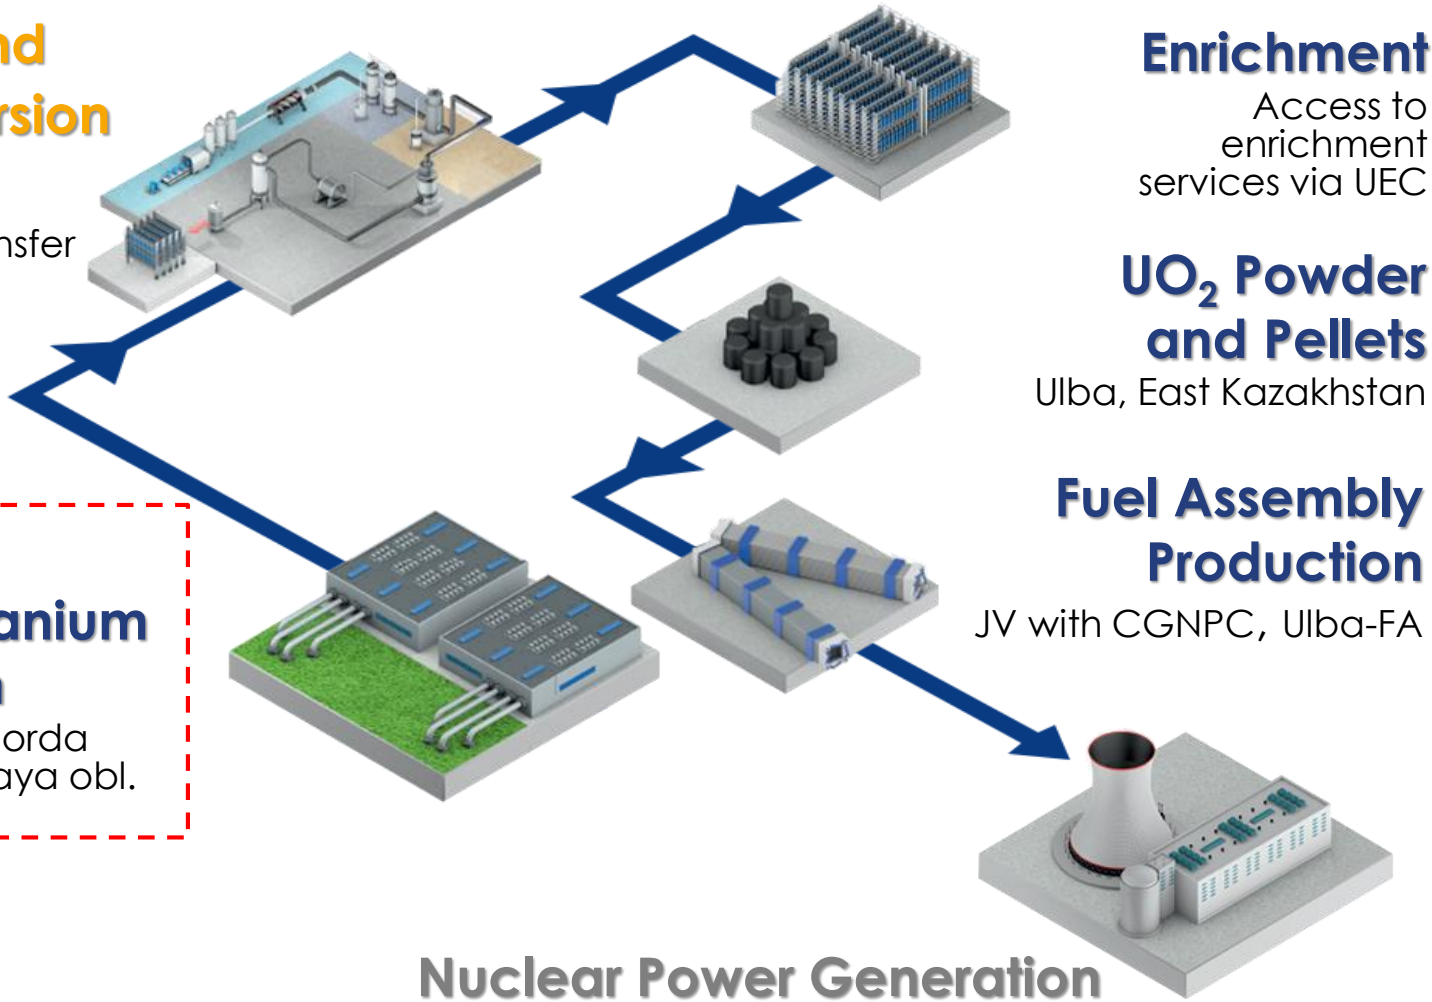 nd
rsion
nsfer
anium
orda
aya obl.
Enrichment
Access to
enrichment
services via UEC
UO₂ Powder
and Pellets
Ulba, East Kazakhstan
Fuel Assembly
Production
JV with CGNPC, Ulba-FA
Nuclear Power Generation